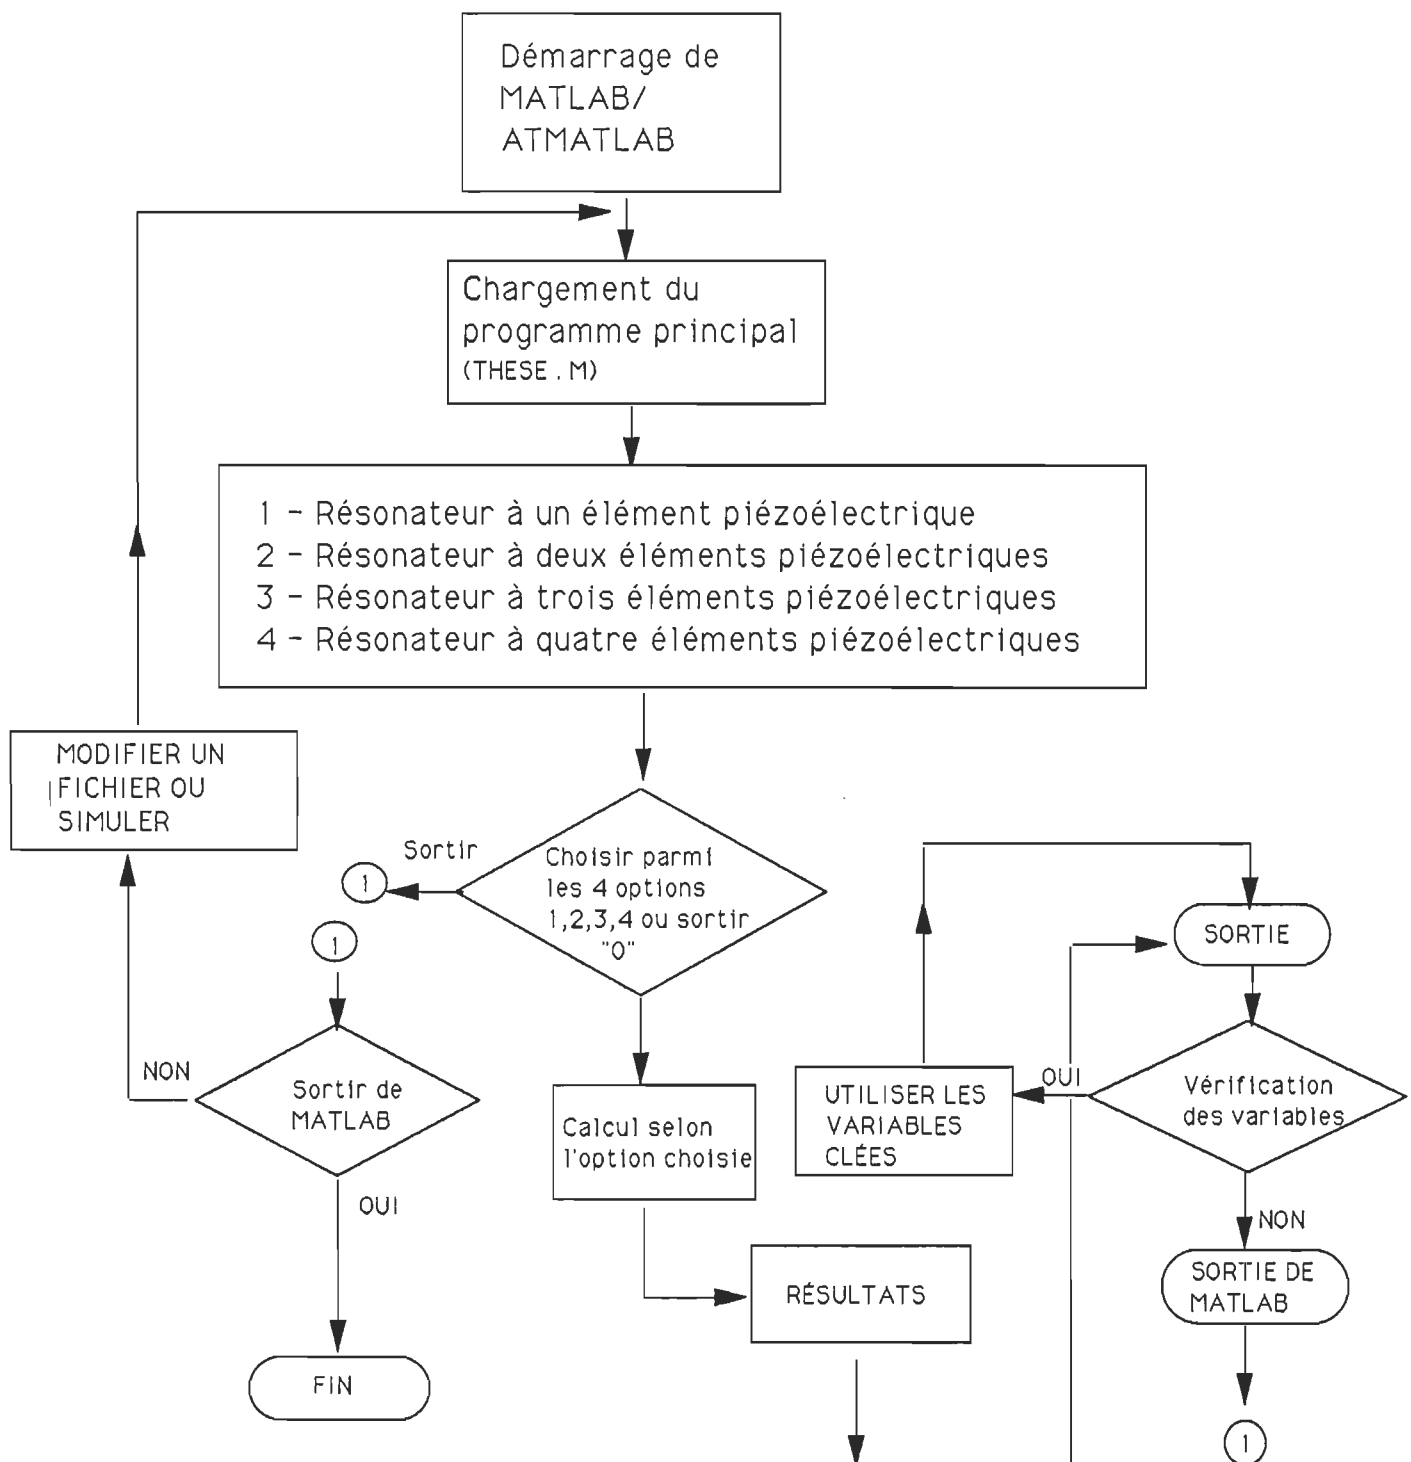 Démarrage de
MATLAB/
ATMATLAB
Chargement du
programme principal
(THESE . M)
1 - Résonateur à un élément piézoélectrique
2 - Résonateur à deux éléments piézoélectriques
3 - Résonateur à trois éléments piézoélectriques
4 - Résonateur à quatre éléments piézoélectriques
MODIFIER UN
FICHIER OU
SIMULER
Sortir
1
Choisir parmi
les 4 options
1,2,3,4 ou sortir
"0"
1
NON
Sortir de
MATLAB
OUI
FIN
Calcul selon
l'option choisie
RÉSULTATS
SORTIE
OUI
Vérification
des variables
UTILISER LES
VARIABLES
CLÉES
NON
SORTIE DE
MATLAB
1